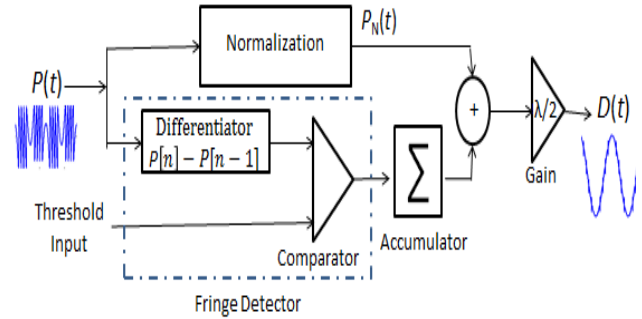 Normalization
P_N(t)
P(t)
Differentiator
P[n] − P[n − 1]
+
λ/2
D(t)
Gain
Σ
Threshold
Input
Comparator
Accumulator
Fringe Detector